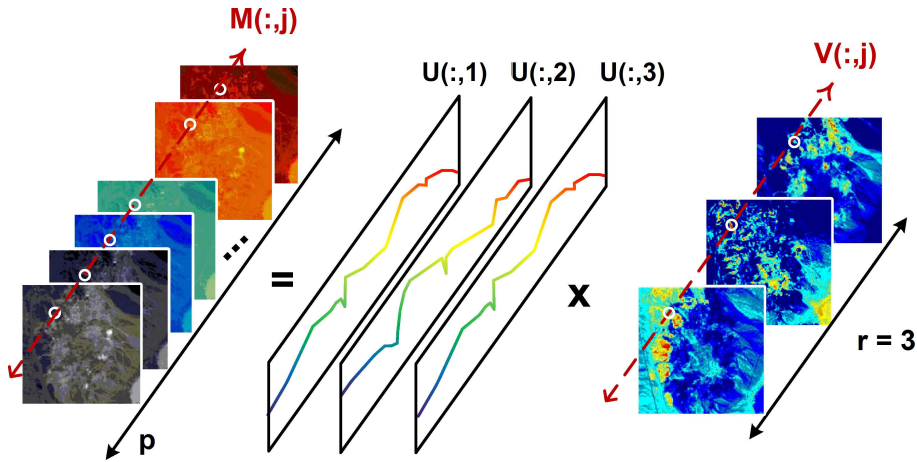 M(:,j)
U(:,1) U(:,2) U(:,3)
V(:,j)
...
=
x
r = 3
p